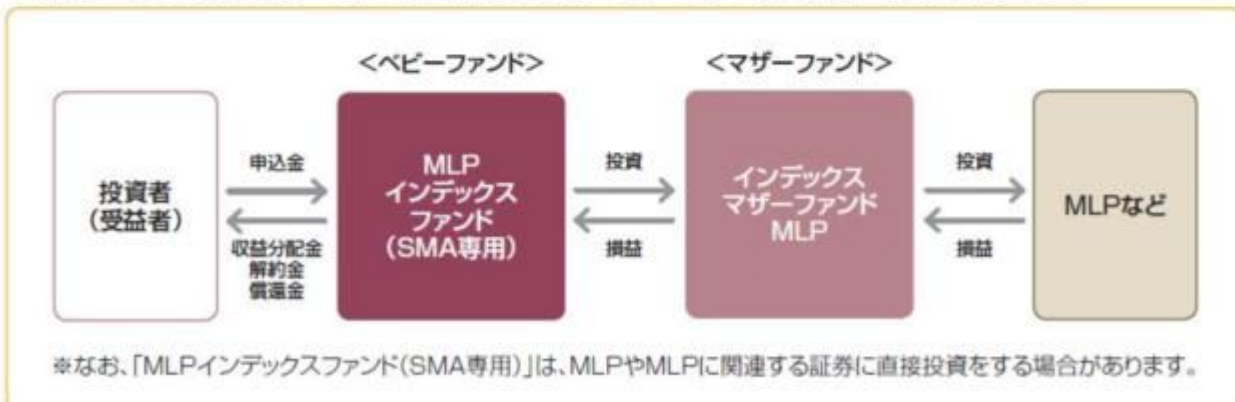 <ベビーファンド>
<マザーファンド>
投資者
(受益者)
申込金
収益分配金
解約金
償還金
MLP
インデックス
ファンド
(SMA専用)
投資
損益
インデックス
マザーファンド
MLP
投資
損益
MLPなど
※なお、「MLPインデックスファンド(SMA専用)」は、MLPやMLPに関連する証券に直接投資をする場合があります。